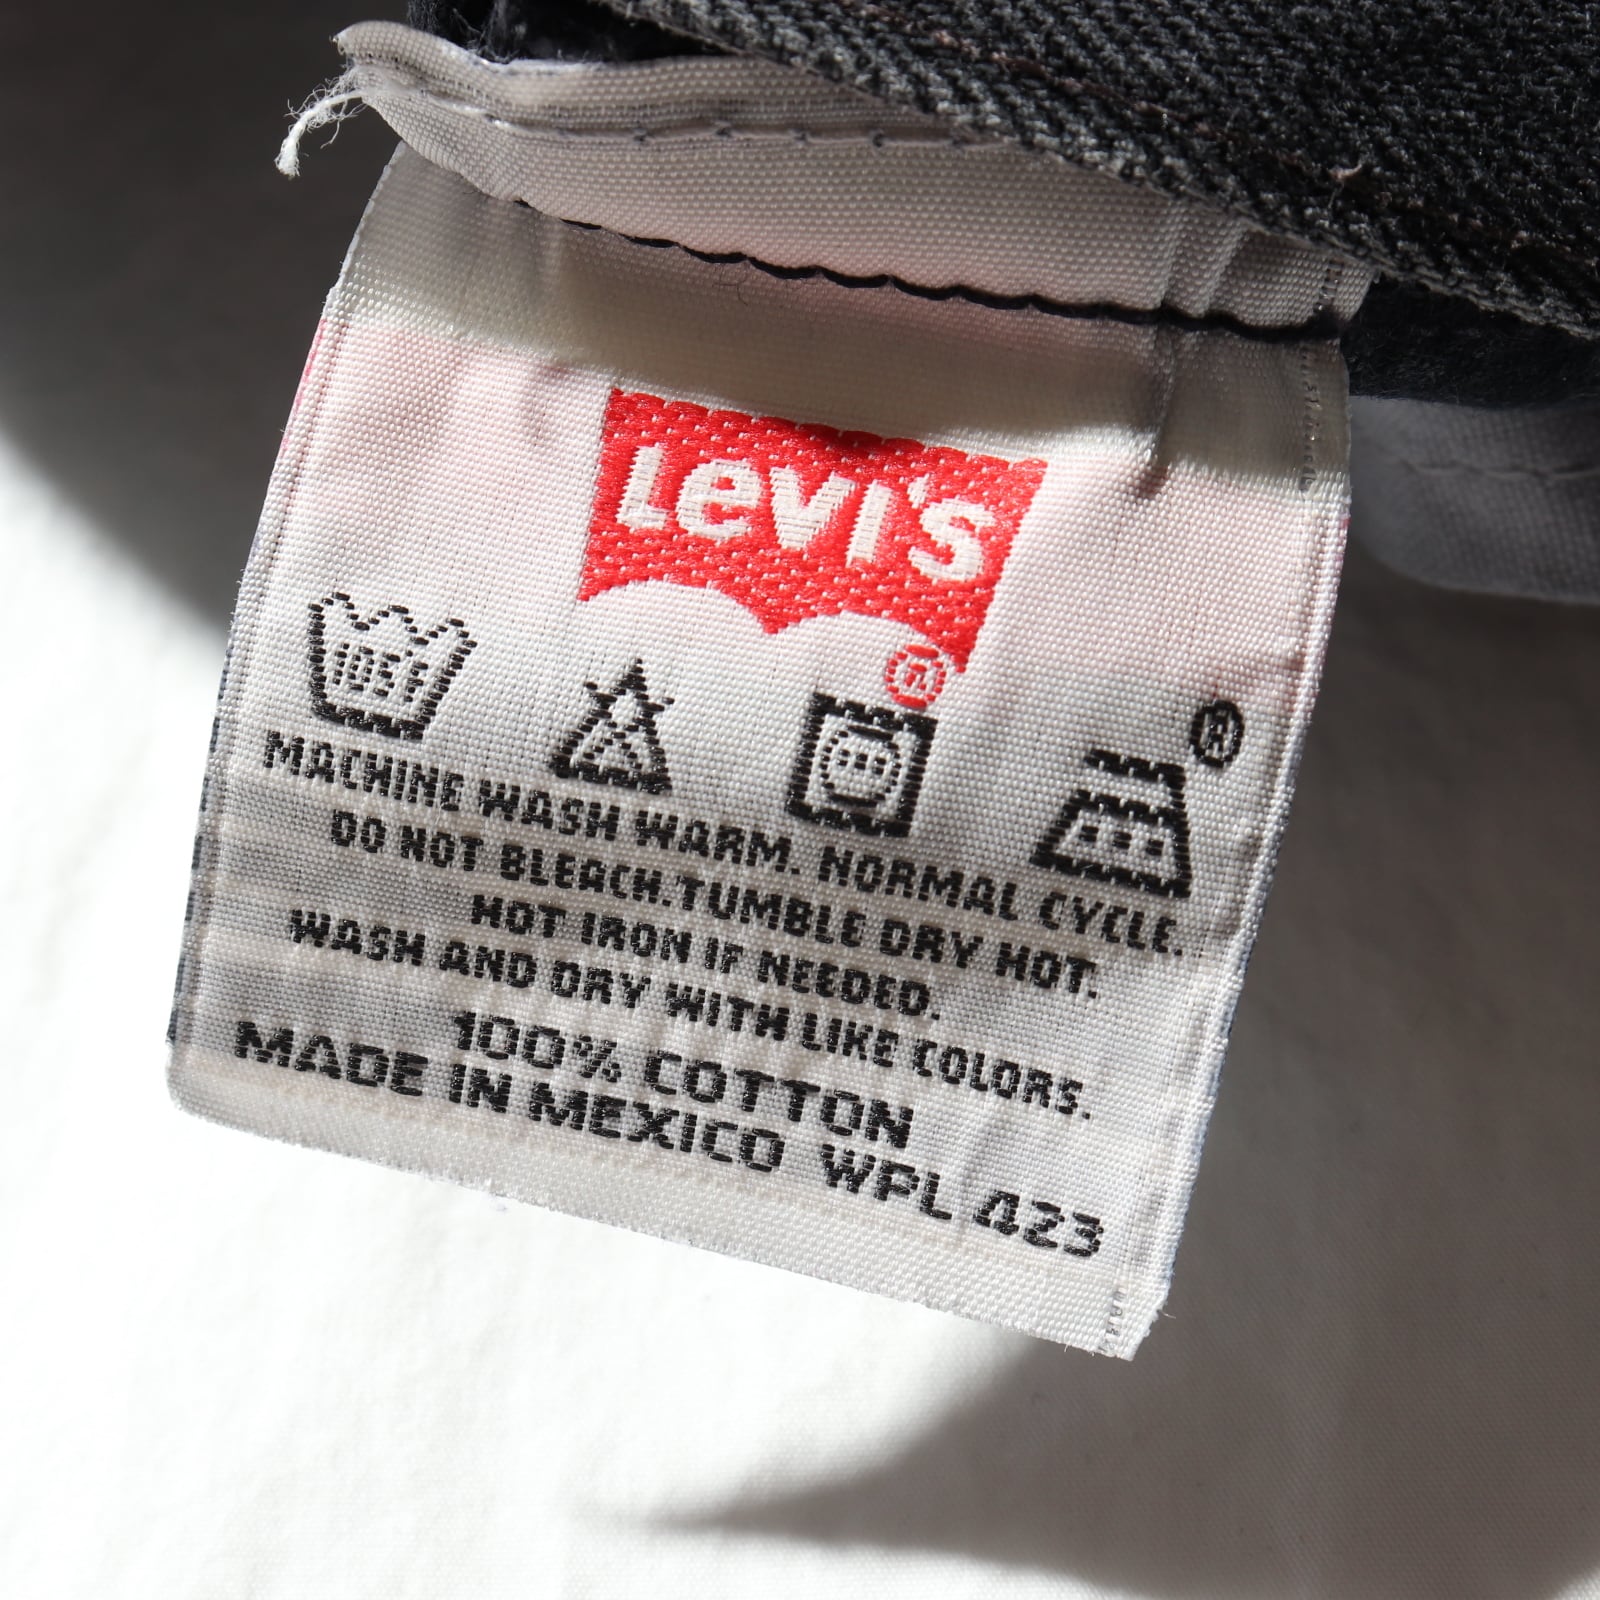 Levi's
®
105°F
®
MACHINE WASH WARM. NORMAL CYCLE.
DO NOT BLEACH.TUMBLE DRY HOT.
HOT IRON IF NEEDED.
WASH AND DRY WITH LIKE COLORS.
100% COTTON
MADE IN MEXICO WPL 423